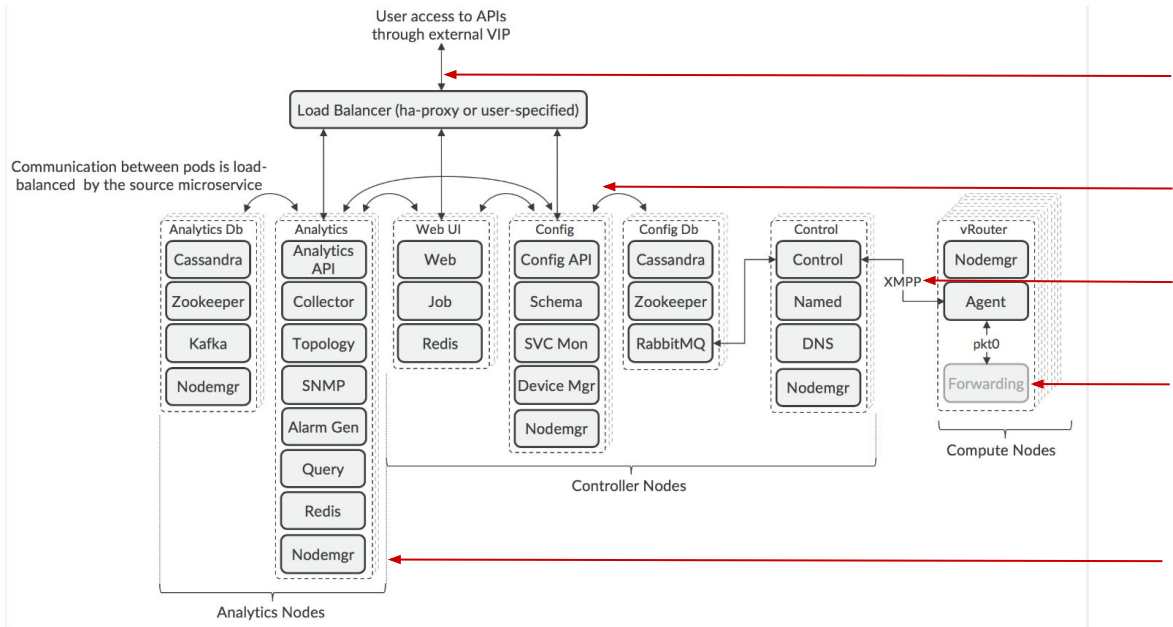 User access to APIs
through external VIP
Load Balancer (ha-proxy or user-specified)
Communication between pods is load-
balanced by the source microservice
Analytics Db
Cassandra
Zookeeper
Kafka
Nodemgr
Analytics
Analytics
API
Collector
Topology
SNMP
Alarm Gen
Query
Redis
Nodemgr
Web UI
Web
Job
Redis
Config
Config API
Schema
SVC Mon
Device Mgr
Nodemgr
Config Db
Cassandra
Zookeeper
RabbitMQ
Control
Control
Named
DNS
Nodemgr
XMPP
vRouter
Nodemgr
Agent
pkt0
Forwarding
Compute Nodes
Controller Nodes
Analytics Nodes